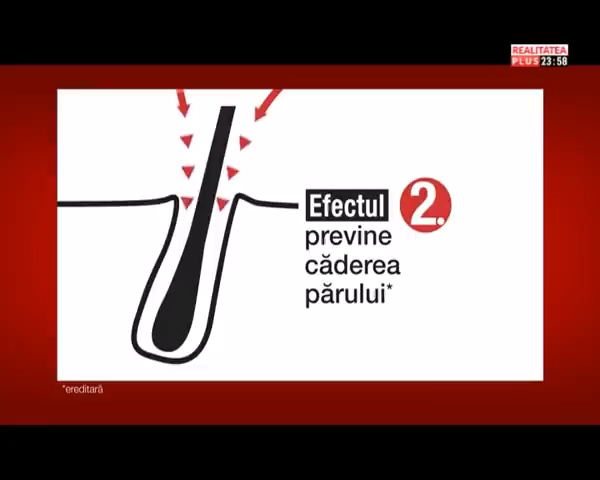 REALITATEA
PLUS 23:58
Efectul 2.
previne
căderea
părului*
*ereditară